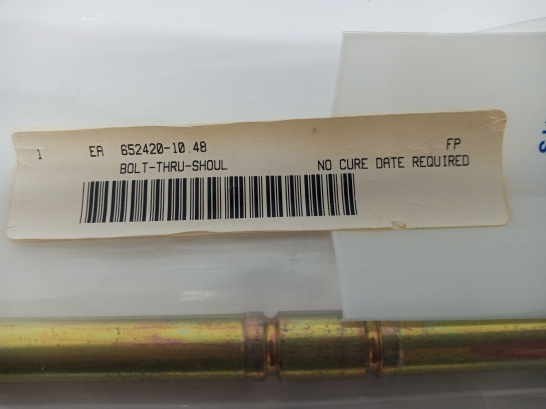 1 EA 652420-10.48 FP
BOLT-THRU-SHOUL NO CURE DATE REQUIRED